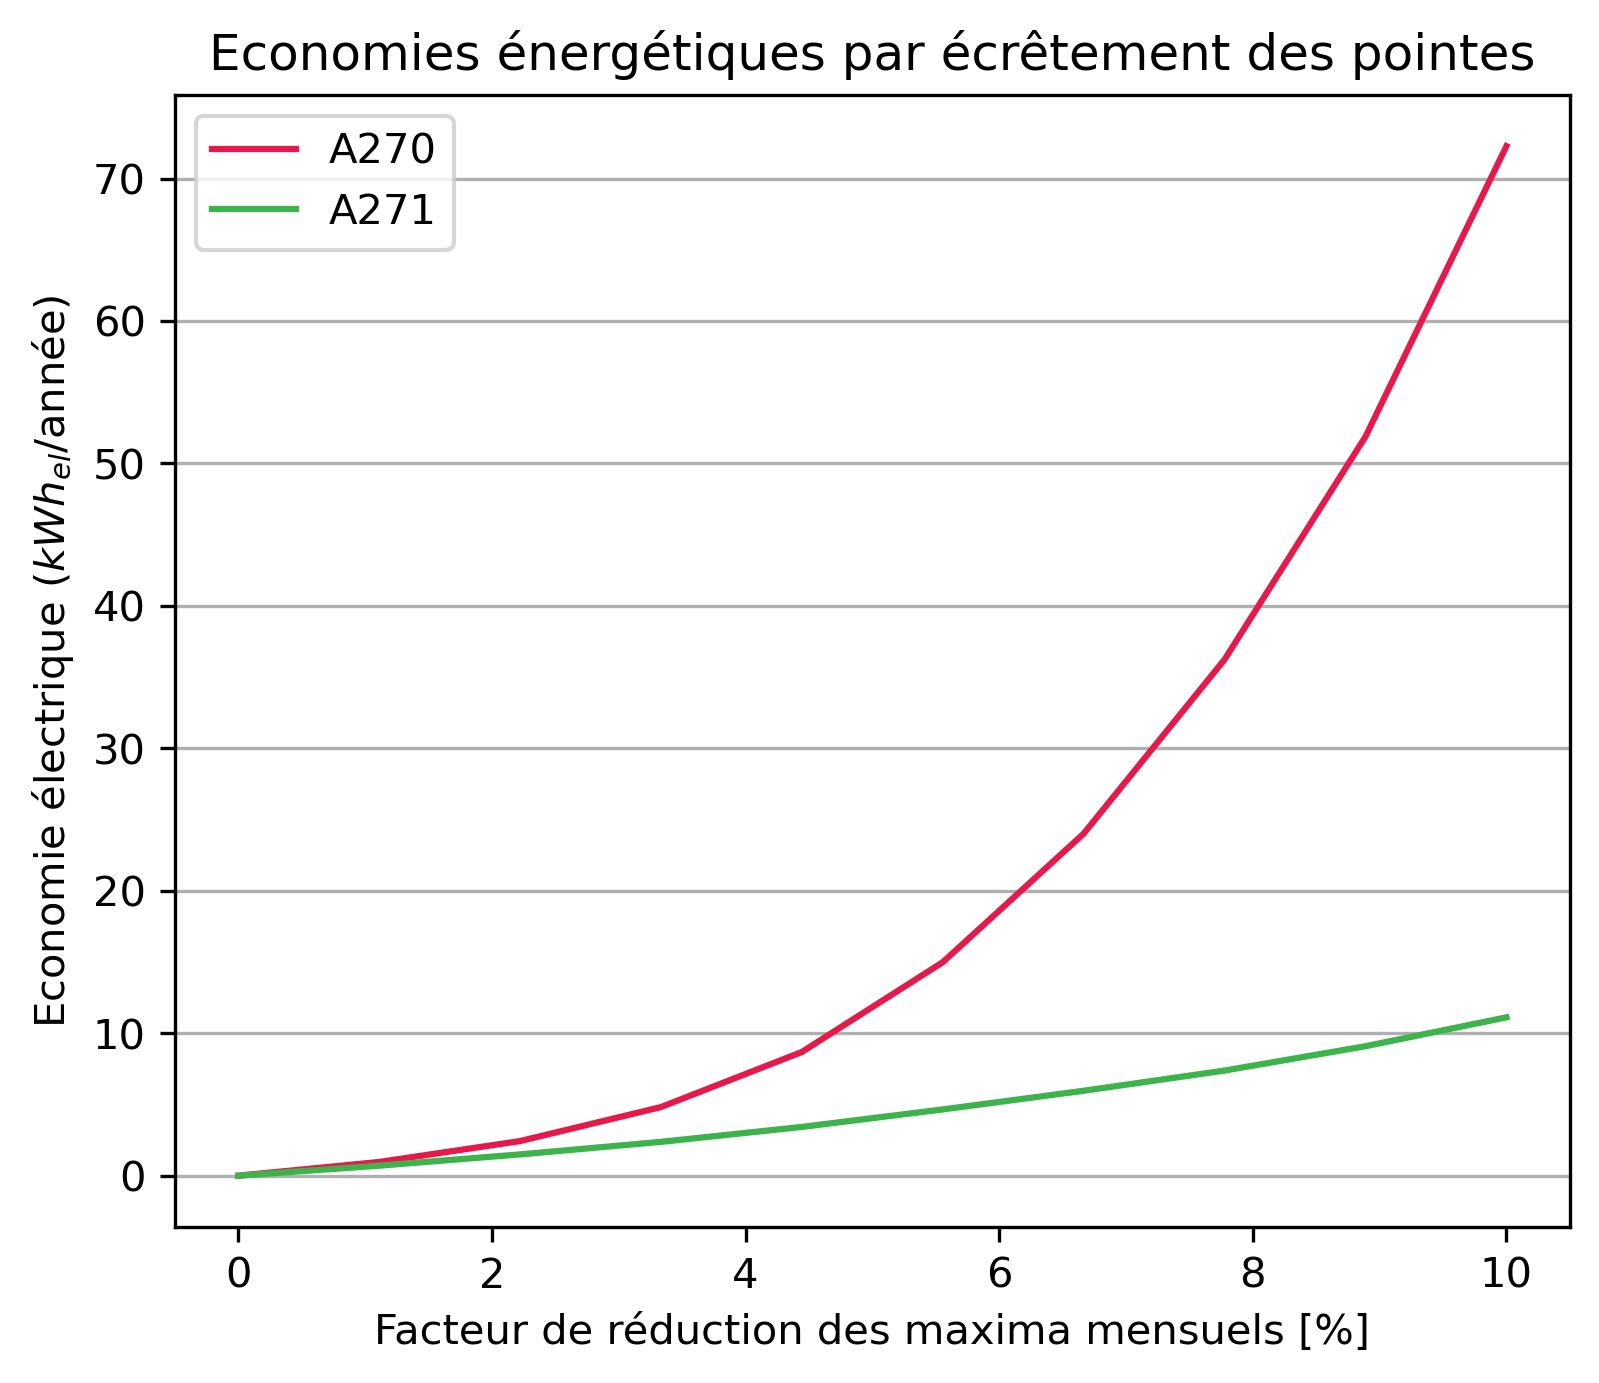 Economies énergétiques par écrêtement des pointes
A270
A271
70
60
50
40
30
20
10
0
Economie électrique (kWhel/année)
0 2 4 6 8 10
Facteur de réduction des maxima mensuels [%]